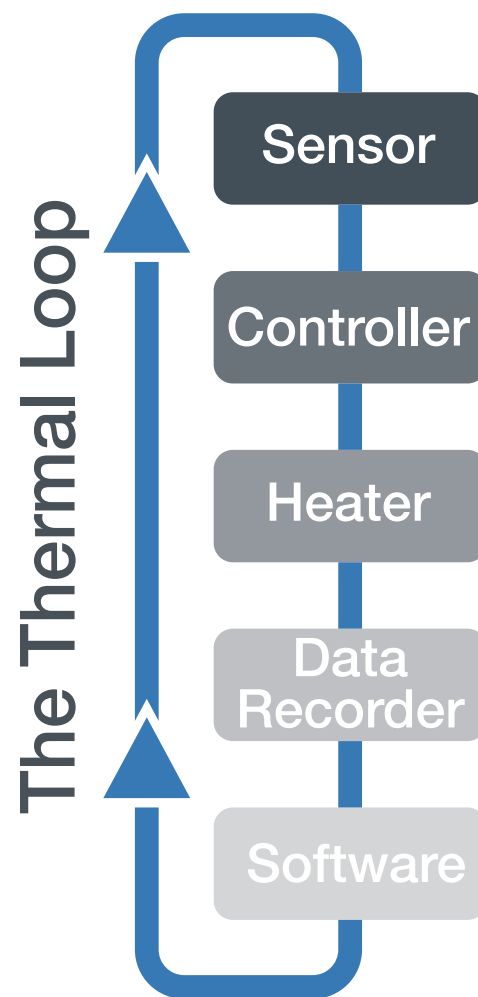 The Thermal Loop
Sensor
Controller
Heater
Data
Recorder
Software